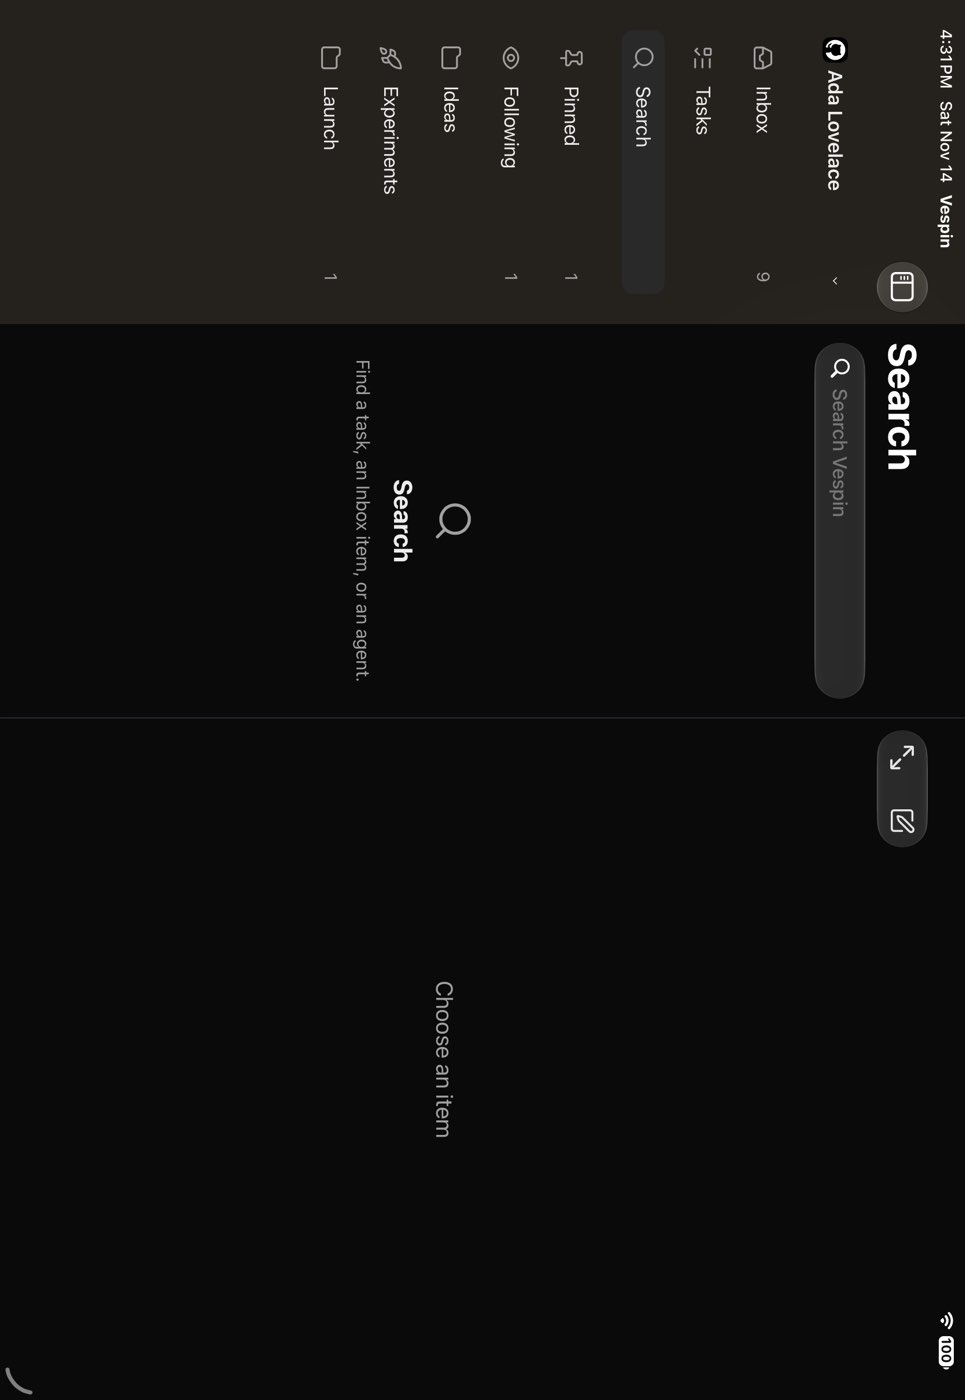 4:31 PM Sat Nov 14 Vespin
100
Search
Ada Lovelace
Search Vespin
Inbox 9
Tasks
Search
Pinned 1
Following 1
Ideas
Experiments
Launch 1
Search
Find a task, an Inbox item, or an agent.
Choose an item